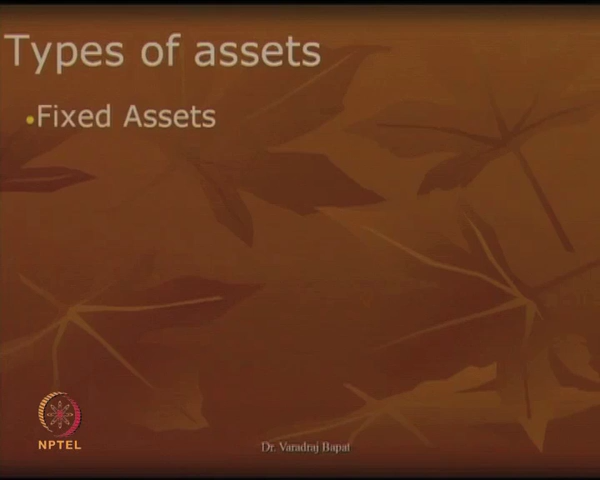 Types of assets
•Fixed Assets
NPTEL
Dr. Varadraj Bapat